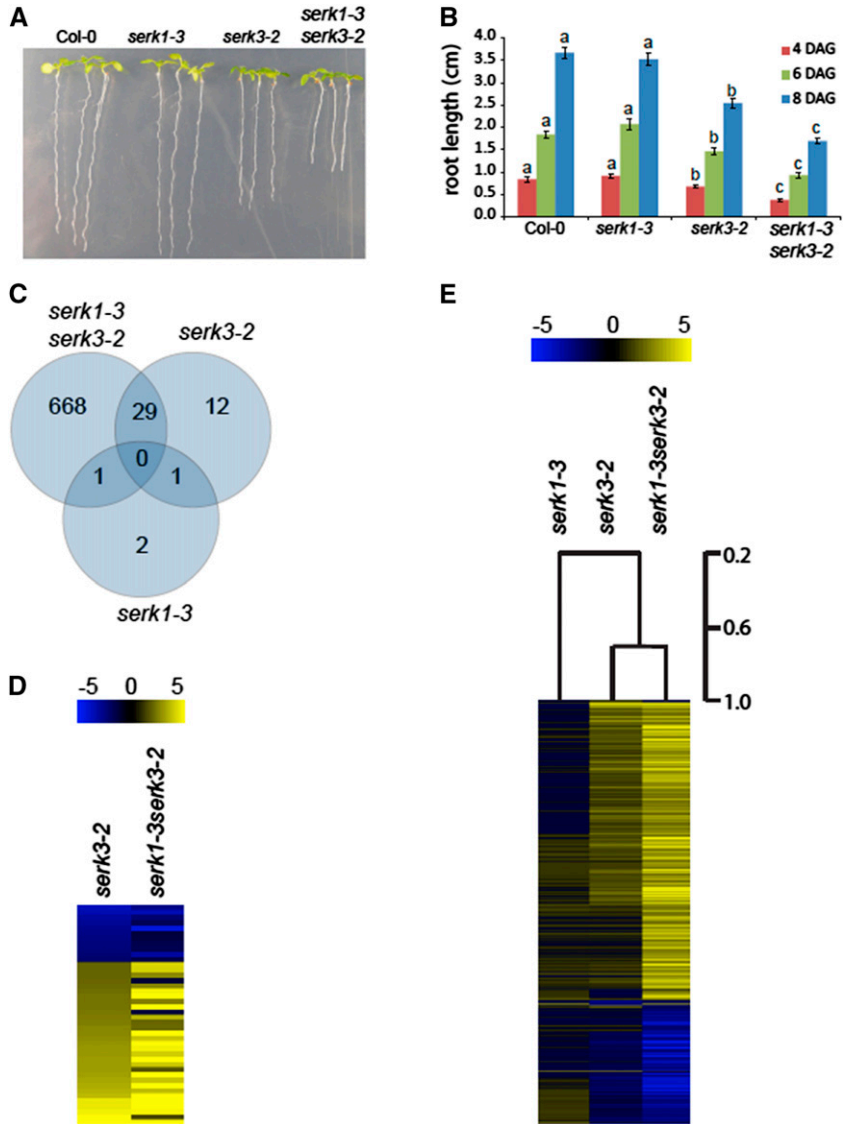 A
Col-0 serk1-3 serk3-2 serk1-3
serk3-2
B
root length (cm)
4.0
3.5
3.0
2.5
2.0
1.5
1.0
0.5
0.0
a a a
a a a
b b b
c c c
4 DAG
6 DAG
8 DAG
Col-0 serk1-3 serk3-2 serk1-3
serk3-2
C
serk1-3
serk3-2
serk3-2
668 29 12
0
1 1
2
serk1-3
D
-5 0 5
serk3-2
serk1-3serk3-2
E
-5 0 5
serk1-3
serk3-2
serk1-3serk3-2
0.2
0.6
1.0